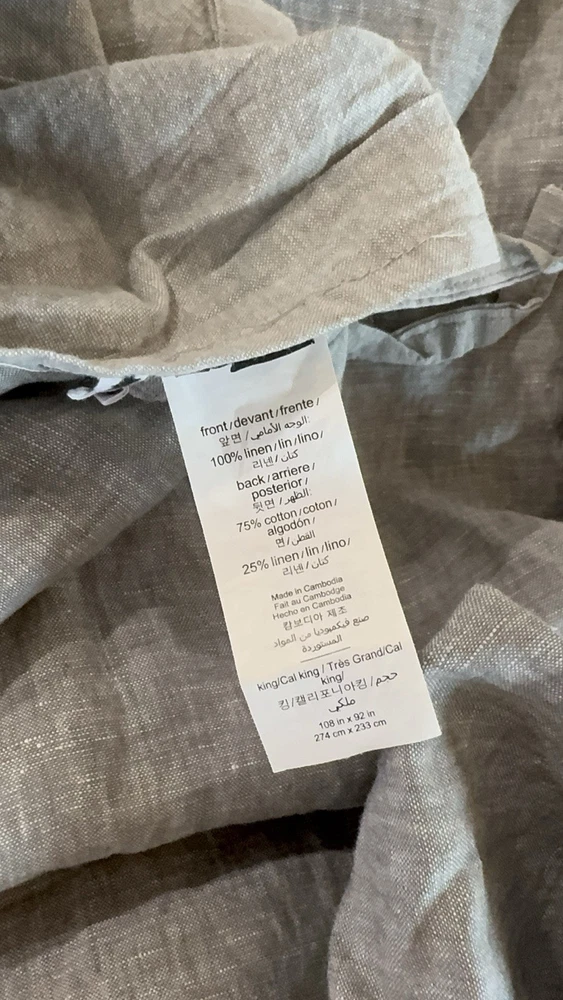 front/devant/frente/
앞면/الوجه الأمامي:
100% linen/lin/lino/
리넨/كتان
back/arriere/
posterior/
뒷면/الظهر:
75% cotton/coton/
algodón/
면/القطن
25% linen/lin/lino/
리넨/كتان
Made in Cambodia
Fait au Cambodge
Hecho en Cambodia
캄보디아 제조
صنع فيكمبوديا من المواد
المستوردة
king/Cal king/Très Grand/Cal
king/
킹/캘리포니아킹/حجم
ملكي
108 in x 92 in
274 cm x 233 cm